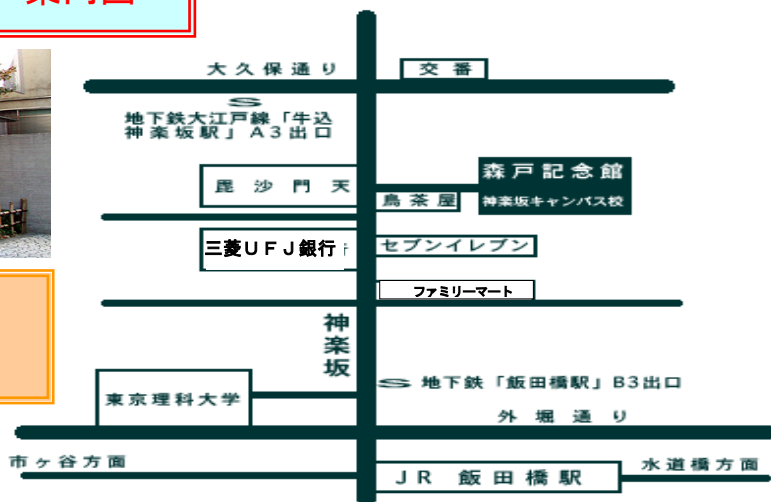 案内図
大久保通り
交番
地下鉄大江戸線「牛込
神楽坂駅」A3出口
毘沙門天
森戸記念館
神楽坂キャンパス校
鳥茶屋
三菱UFJ銀行
セブンイレブン
ファミリーマート
神楽坂
東京理科大学
地下鉄「飯田橋駅」B3出口
外堀通り
市ヶ谷方面
JR 飯田橋駅
水道橋方面